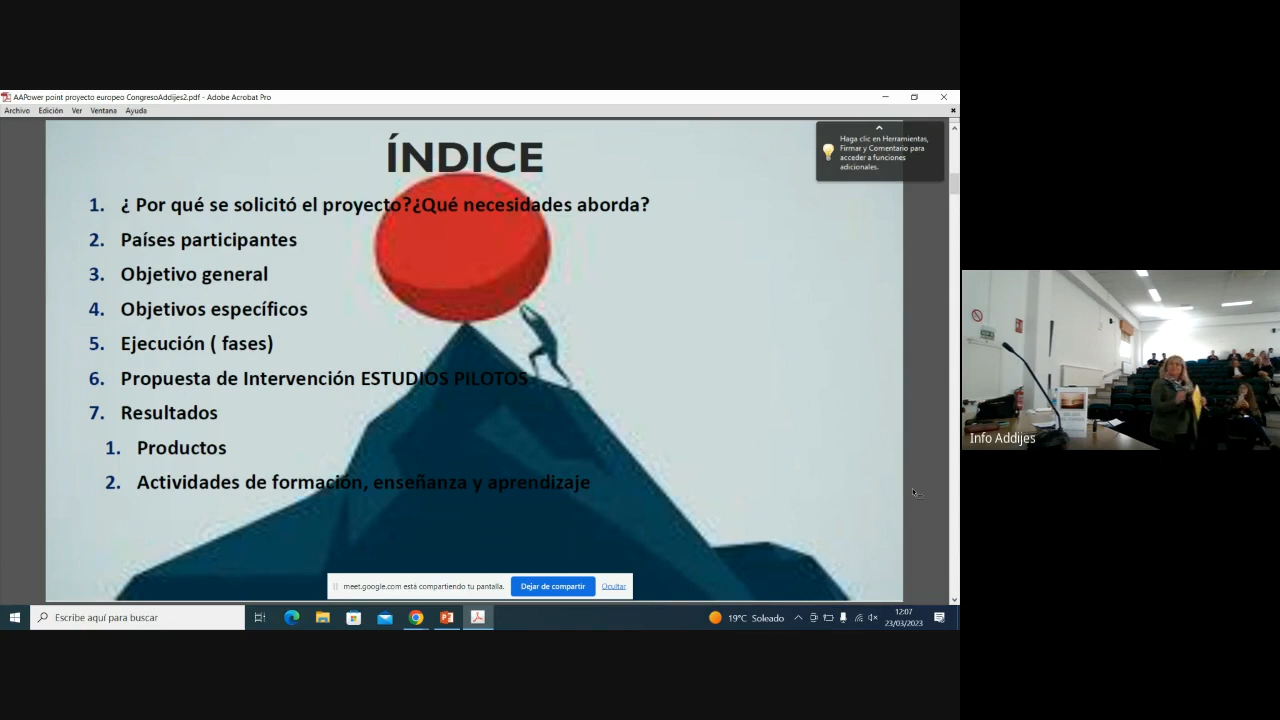 AAPower point proyecto europeo CongresoAddijes2.pdf - Adobe Acrobat Pro
Archivo Edición Ver Ventana Ayuda
ÍNDICE
Haga clic en Herramientas,
Firmar y Comentario para
acceder a funciones
adicionales.
1. ¿ Por qué se solicitó el proyecto?¿Qué necesidades aborda?
2. Países participantes
3. Objetivo general
4. Objetivos específicos
5. Ejecución ( fases)
6. Propuesta de Intervención ESTUDIOS PILOTOS
7. Resultados
1. Productos
2. Actividades de formación, enseñanza y aprendizaje
Info Addijes
meet.google.com está compartiendo tu pantalla. Dejar de compartir Ocultar
Escribe aquí para buscar
19°C Soleado
12:07
23/03/2023